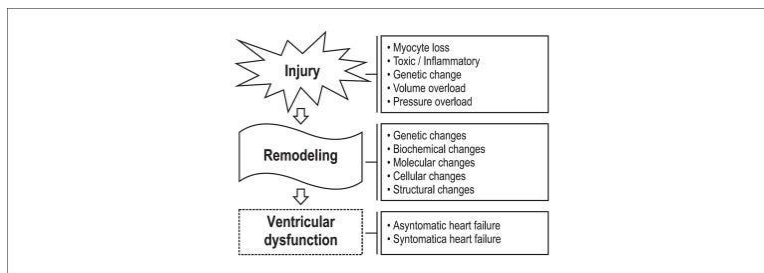 Injury
• Myocyte loss
• Toxic / Inflammatory
• Genetic change
• Volume overload
• Pressure overload
Remodeling
• Genetic changes
• Biochemical changes
• Molecular changes
• Cellular changes
• Structural changes
Ventricular
dysfunction
• Asyntomatic heart failure
• Syntomatica heart failure